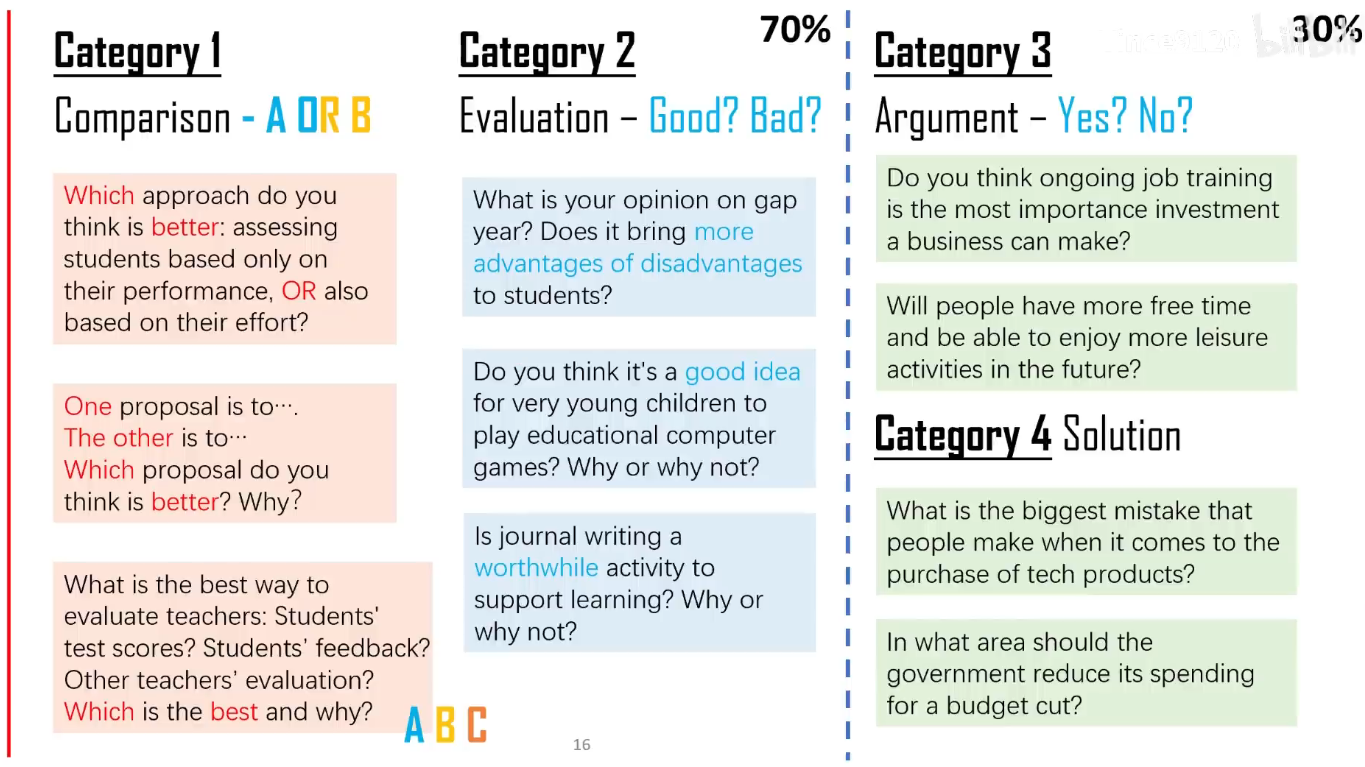 Category 1
Comparison - A OR B
Which approach do you
think is better: assessing
students based only on
their performance, OR also
based on their effort?
One proposal is to….
The other is to…
Which proposal do you
think is better? Why?
What is the best way to
evaluate teachers: Students'
test scores? Students' feedback?
Other teachers' evaluation?
Which is the best and why?
A B C
Category 2
70%
Evaluation – Good? Bad?
What is your opinion on gap
year? Does it bring more
advantages of disadvantages
to students?
Do you think it's a good idea
for very young children to
play educational computer
games? Why or why not?
Is journal writing a
worthwhile activity to
support learning? Why or
why not?
16
Category 3
30%
bilibili
Argument – Yes? No?
Do you think ongoing job training
is the most importance investment
a business can make?
Will people have more free time
and be able to enjoy more leisure
activities in the future?
Category 4 Solution
What is the biggest mistake that
people make when it comes to the
purchase of tech products?
In what area should the
government reduce its spending
for a budget cut?